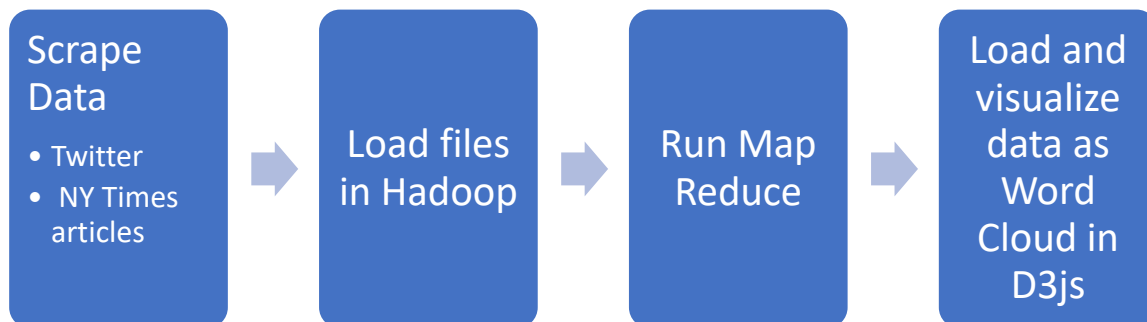 Scrape
Data
• Twitter
• NY Times
articles
Load files
in Hadoop
Run Map
Reduce
Load and
visualize
data as
Word
Cloud in
D3js